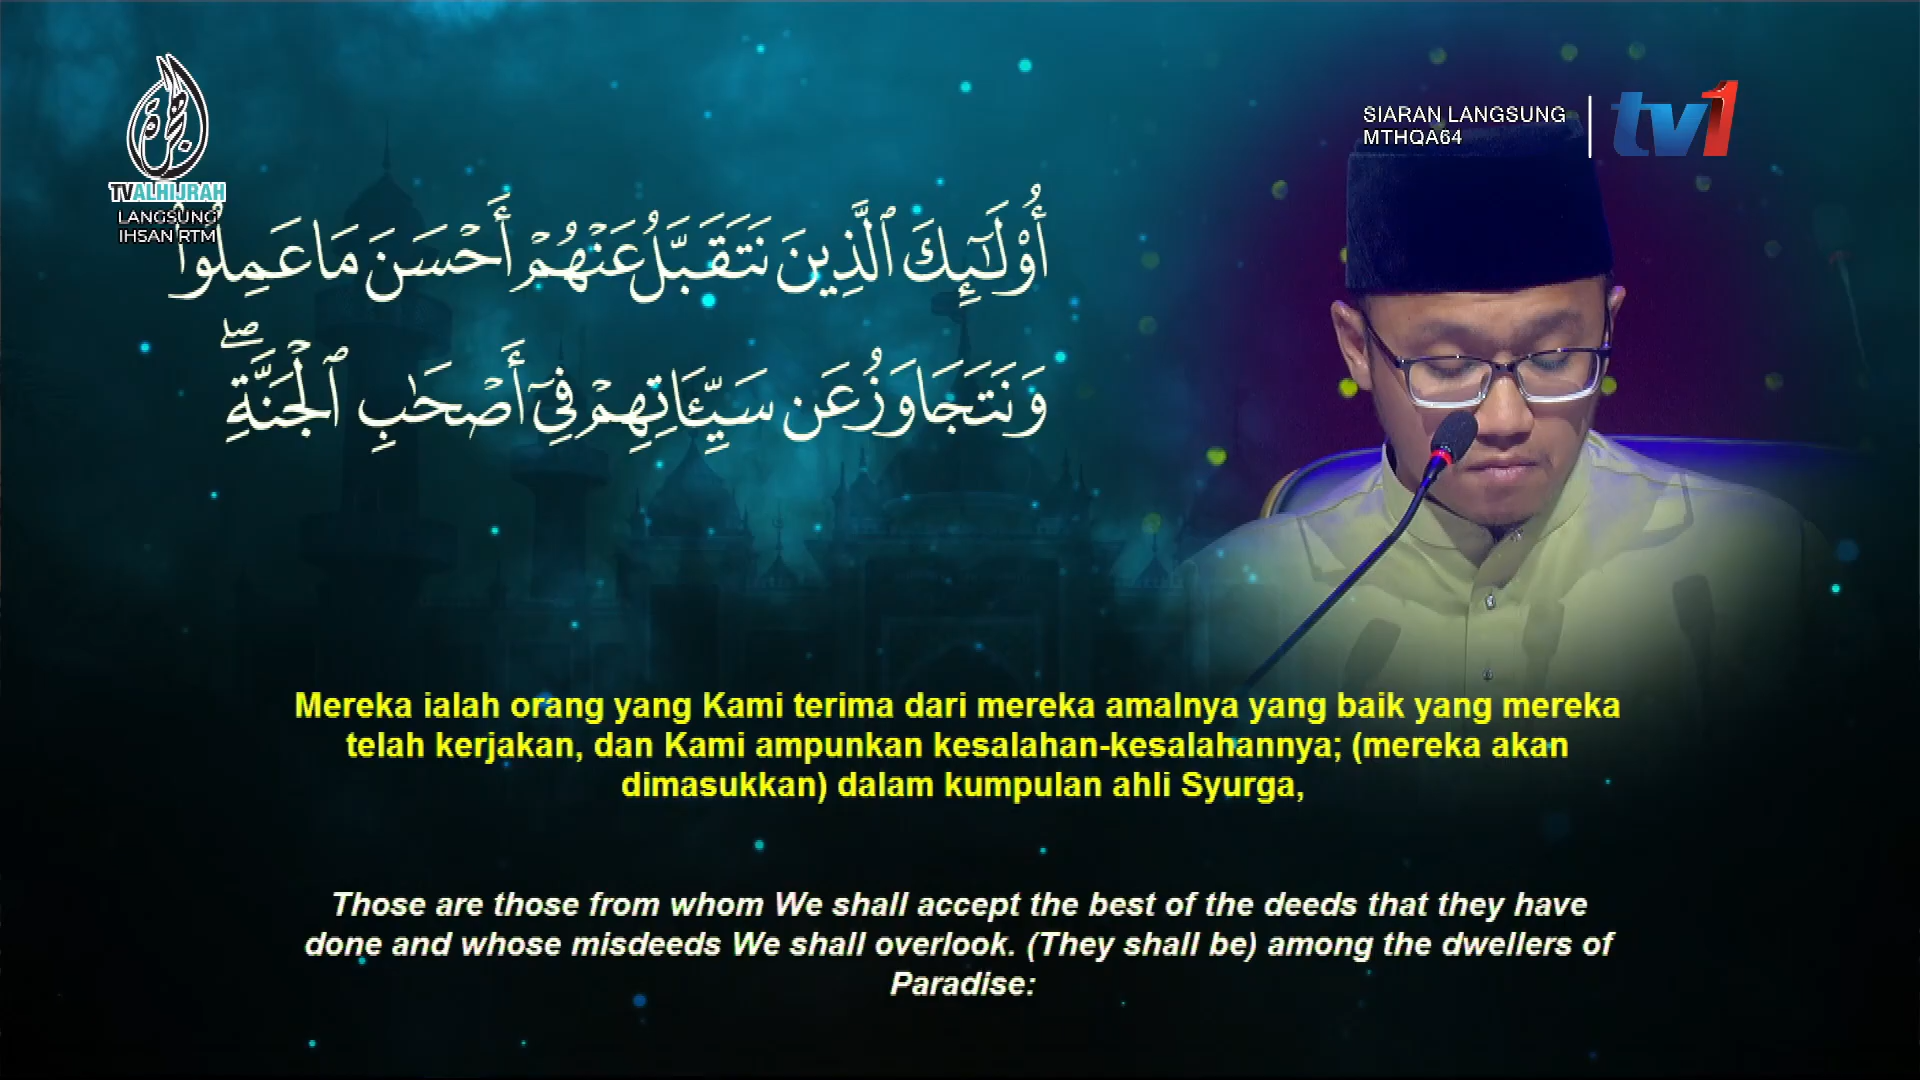 TV ALHIJRAH
LANGSUNG
IHSAN RTM
SIARAN LANGSUNG
MTHQA64
tv1
أُو۟لَـٰٓئِكَ ٱلَّذِينَ نَتَقَبَّلُ عَنْهُمْ أَحْسَنَ مَا عَمِلُوا۟
وَنَتَجَاوَزُ عَن سَيِّـَٔاتِهِمْ فِىٓ أَصْحَـٰبِ ٱلْجَنَّةِ ۖ
Mereka ialah orang yang Kami terima dari mereka amalnya yang baik yang mereka
telah kerjakan, dan Kami ampunkan kesalahan-kesalahannya; (mereka akan
dimasukkan) dalam kumpulan ahli Syurga,
Those are those from whom We shall accept the best of the deeds that they have
done and whose misdeeds We shall overlook. (They shall be) among the dwellers of
Paradise: